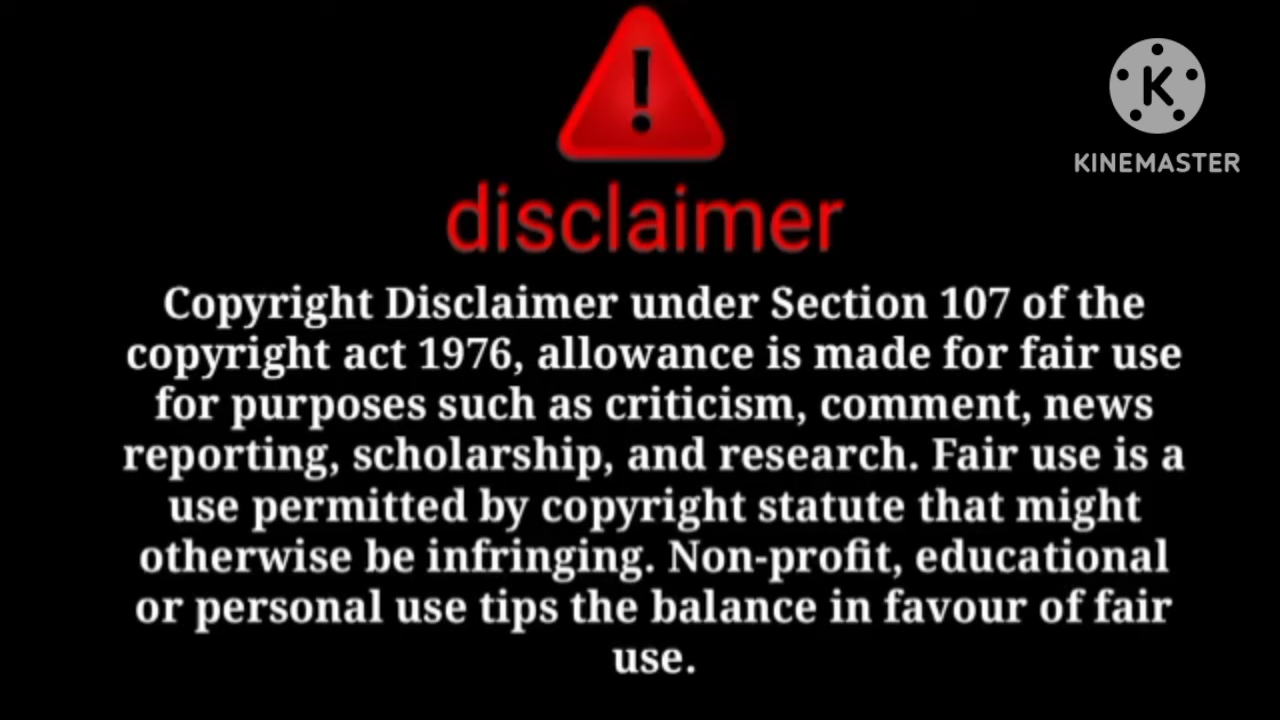 !
K
KINEMASTER
disclaimer
Copyright Disclaimer under Section 107 of the
copyright act 1976, allowance is made for fair use
for purposes such as criticism, comment, news
reporting, scholarship, and research. Fair use is a
use permitted by copyright statute that might
otherwise be infringing. Non-profit, educational
or personal use tips the balance in favour of fair
use.